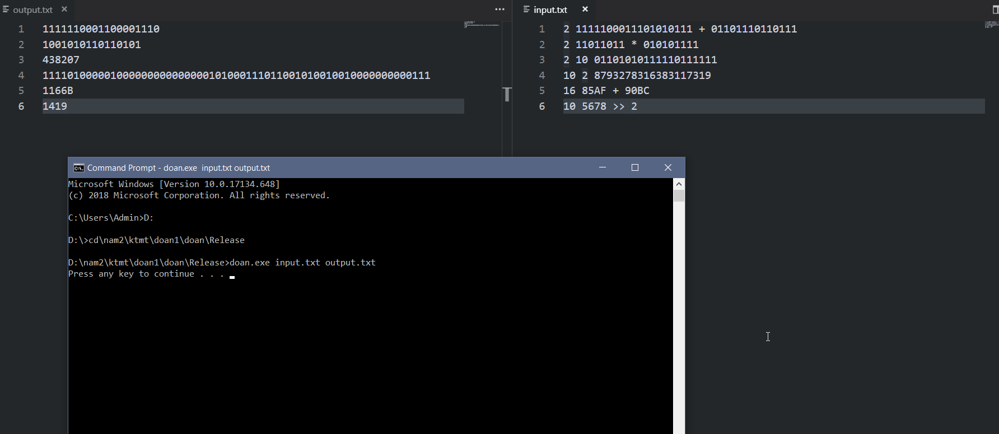 output.txt ×
1 1111110001100001110
2 1001010110110101
3 438207
4 111101000001000000000000000101000111011001010010010000000000111
5 1166B
6 1419
input.txt ×
1 2 1111100011101010111 + 01101110110111
2 2 11011011 * 010101111
3 2 10 01101010111110111111
4 10 2 8793278316383117319
5 16 85AF + 90BC
6 10 5678 >> 2
Command Prompt - doan.exe  input.txt output.txt
Microsoft Windows [Version 10.0.17134.648]
(c) 2018 Microsoft Corporation. All rights reserved.
C:\Users\Admin>D:
D:\>cd\nam2\ktmt\doan1\doan\Release
D:\nam2\ktmt\doan1\doan\Release>doan.exe input.txt output.txt
Press any key to continue . . .